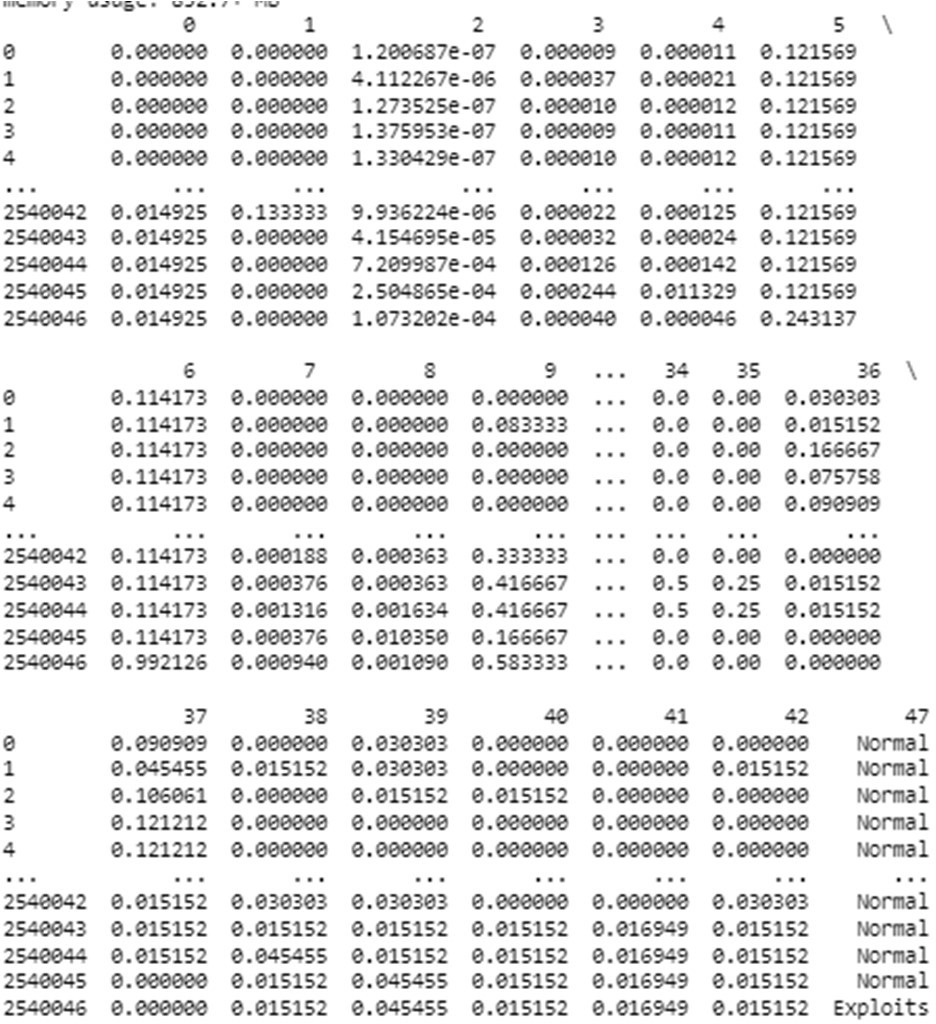 memory usage: 892.7+ MB
0 1 2 3 4 5 \
0 0.000000 0.000000 1.200687e-07 0.000009 0.000011 0.121569
1 0.000000 0.000000 4.112267e-06 0.000037 0.000021 0.121569
2 0.000000 0.000000 1.273525e-07 0.000010 0.000012 0.121569
3 0.000000 0.000000 1.375953e-07 0.000009 0.000011 0.121569
4 0.000000 0.000000 1.330429e-07 0.000010 0.000012 0.121569
... ... ... ... ... ... ...
2540042 0.014925 0.133333 9.936224e-06 0.000022 0.000125 0.121569
2540043 0.014925 0.000000 4.154695e-05 0.000032 0.000024 0.121569
2540044 0.014925 0.000000 7.209987e-04 0.000126 0.000142 0.121569
2540045 0.014925 0.000000 2.504865e-04 0.000244 0.011329 0.121569
2540046 0.014925 0.000000 1.073202e-04 0.000040 0.000046 0.243137
6 7 8 9 ... 34 35 36 \
0 0.114173 0.000000 0.000000 0.000000 ... 0.0 0.00 0.030303
1 0.114173 0.000000 0.000000 0.083333 ... 0.0 0.00 0.015152
2 0.114173 0.000000 0.000000 0.000000 ... 0.0 0.00 0.166667
3 0.114173 0.000000 0.000000 0.000000 ... 0.0 0.00 0.075758
4 0.114173 0.000000 0.000000 0.000000 ... 0.0 0.00 0.090909
... ... ... ... ... ... ... ... ...
2540042 0.114173 0.000188 0.000363 0.333333 ... 0.0 0.00 0.000000
2540043 0.114173 0.000376 0.000363 0.416667 ... 0.5 0.25 0.015152
2540044 0.114173 0.001316 0.001634 0.416667 ... 0.5 0.25 0.015152
2540045 0.114173 0.000376 0.010350 0.166667 ... 0.0 0.00 0.000000
2540046 0.992126 0.000940 0.001090 0.583333 ... 0.0 0.00 0.000000
37 38 39 40 41 42 47
0 0.090909 0.000000 0.030303 0.000000 0.000000 0.000000 Normal
1 0.045455 0.015152 0.030303 0.000000 0.000000 0.015152 Normal
2 0.106061 0.000000 0.015152 0.015152 0.000000 0.000000 Normal
3 0.121212 0.000000 0.000000 0.000000 0.000000 0.000000 Normal
4 0.121212 0.000000 0.000000 0.000000 0.000000 0.000000 Normal
... ... ... ... ... ... ... ...
2540042 0.015152 0.030303 0.030303 0.000000 0.000000 0.030303 Normal
2540043 0.015152 0.015152 0.015152 0.015152 0.016949 0.015152 Normal
2540044 0.015152 0.045455 0.015152 0.015152 0.016949 0.015152 Normal
2540045 0.000000 0.015152 0.045455 0.015152 0.016949 0.015152 Normal
2540046 0.000000 0.015152 0.045455 0.015152 0.016949 0.015152 Exploits